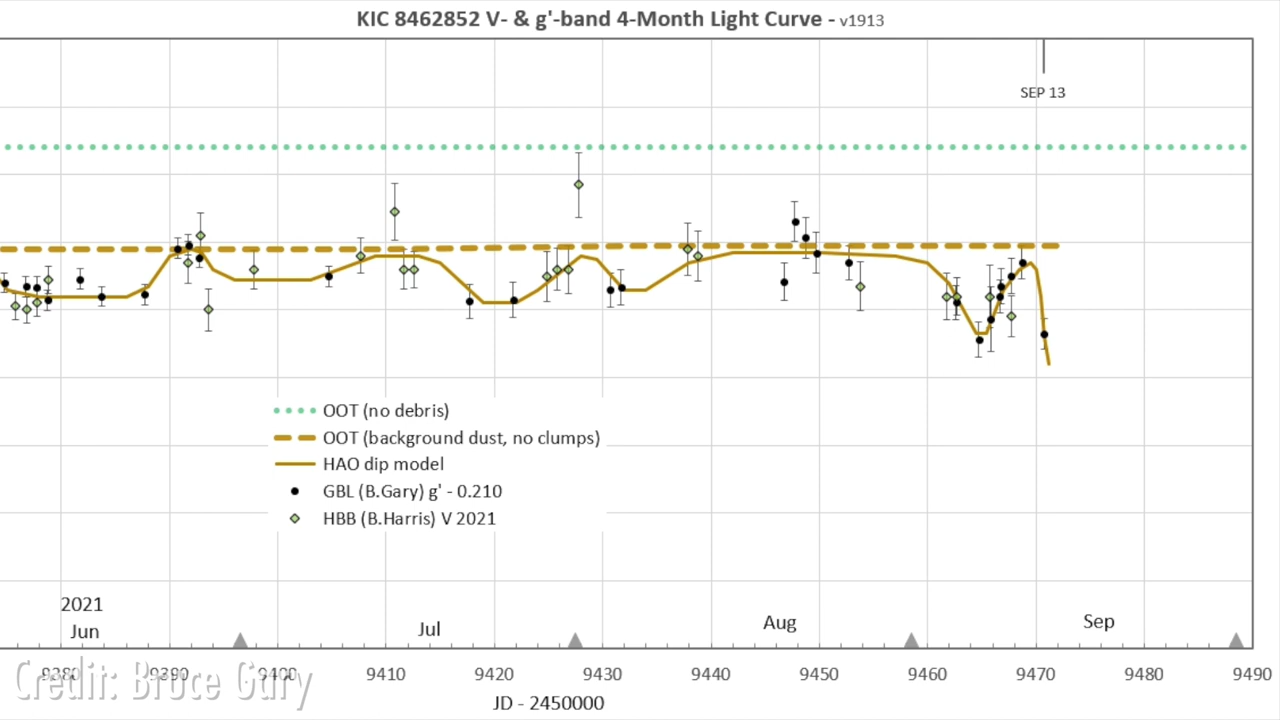 KIC 8462852 V- & g'-band 4-Month Light Curve - v1913
SEP 13
OOT (no debris)
OOT (background dust, no clumps)
HAO dip model
GBL (B.Gary) g' - 0.210
HBB (B.Harris) V 2021
2021
Jun
Jul
Aug
Sep
9380 9390 9400 9410 9420 9430 9440 9450 9460 9470 9480 9490
Credit: Bruce Gary
JD - 2450000